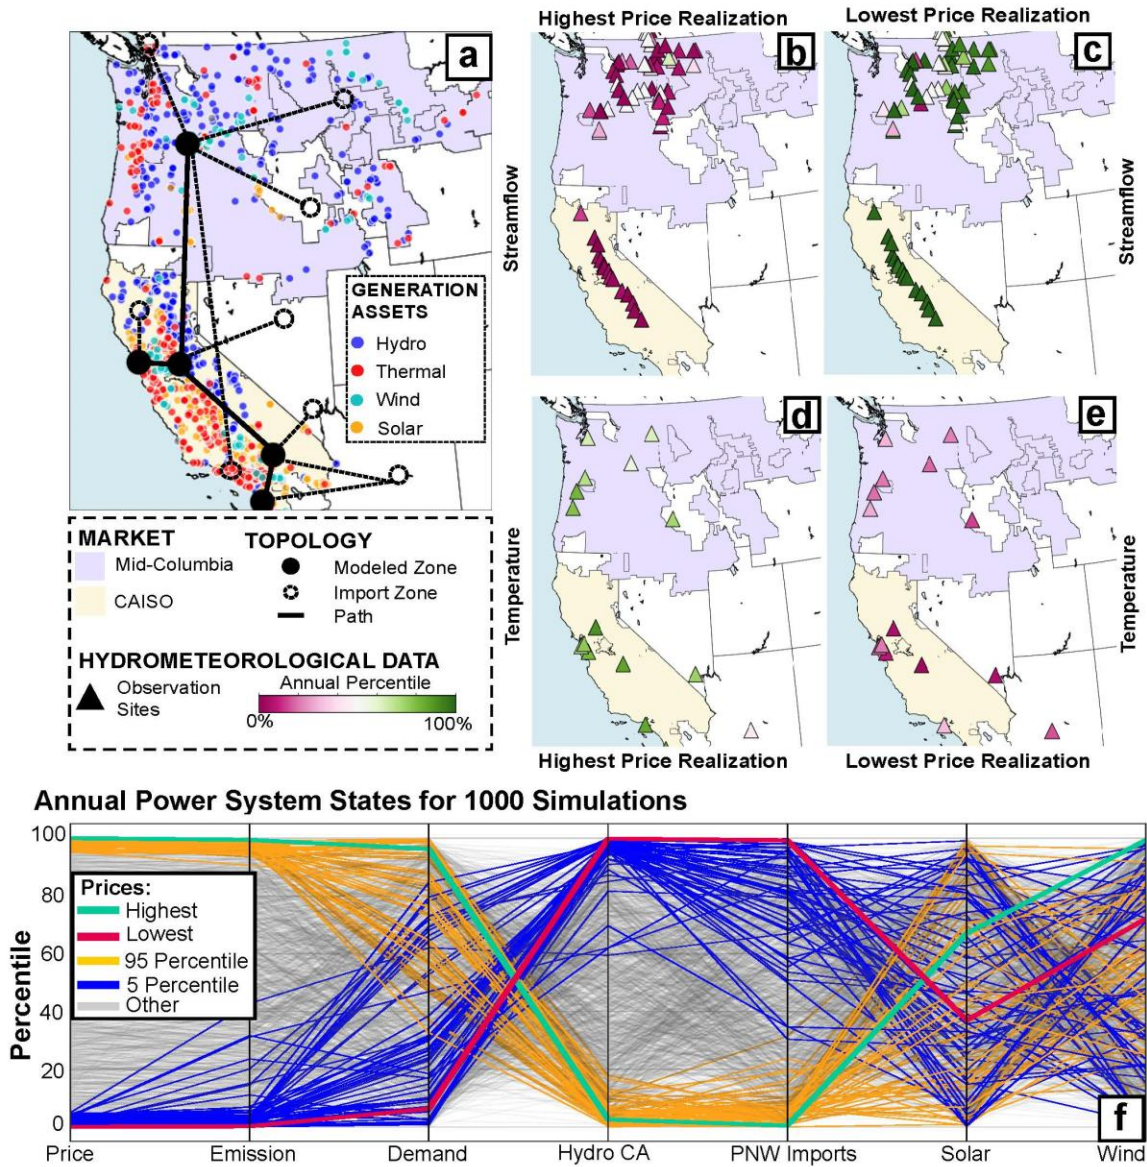 Highest Price Realization
Lowest Price Realization
a
b
c
Streamflow
Streamflow
GENERATION
ASSETS
Hydro
Thermal
Wind
Solar
d
e
Temperature
Temperature
Highest Price Realization
Lowest Price Realization
MARKET
Mid-Columbia
CAISO
TOPOLOGY
Modeled Zone
Import Zone
Path
HYDROMETEOROLOGICAL DATA
Observation
Sites
Annual Percentile
0%
100%
Annual Power System States for 1000 Simulations
Percentile
100
80
60
40
20
0
Prices:
Highest
Lowest
95 Percentile
5 Percentile
Other
f
Price
Emission
Demand
Hydro CA
PNW Imports
Solar
Wind